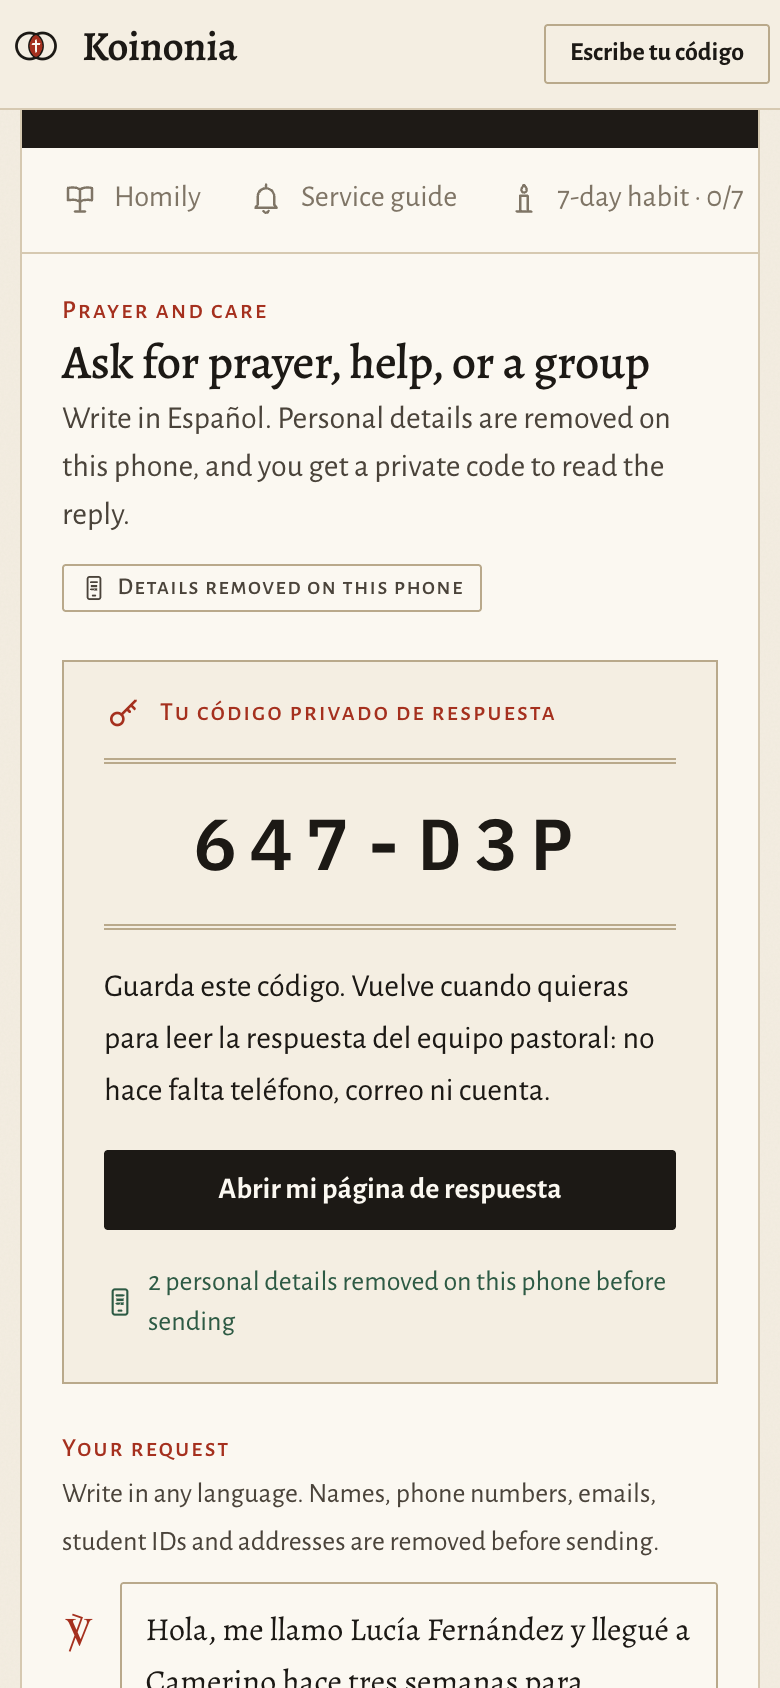 Koinonia
Escribe tu código
Homily
Service guide
7-day habit · 0/7
Prayer and care
Ask for prayer, help, or a group
Write in Español. Personal details are removed on
this phone, and you get a private code to read the
reply.
Details removed on this phone
Tu código privado de respuesta
647-D3P
Guarda este código. Vuelve cuando quieras
para leer la respuesta del equipo pastoral: no
hace falta teléfono, correo ni cuenta.
Abrir mi página de respuesta
2 personal details removed on this phone before
sending
Your request
Write in any language. Names, phone numbers, emails,
student IDs and addresses are removed before sending.
℣
Hola, me llamo Lucía Fernández y llegué a
Camerino hace tres semanas para